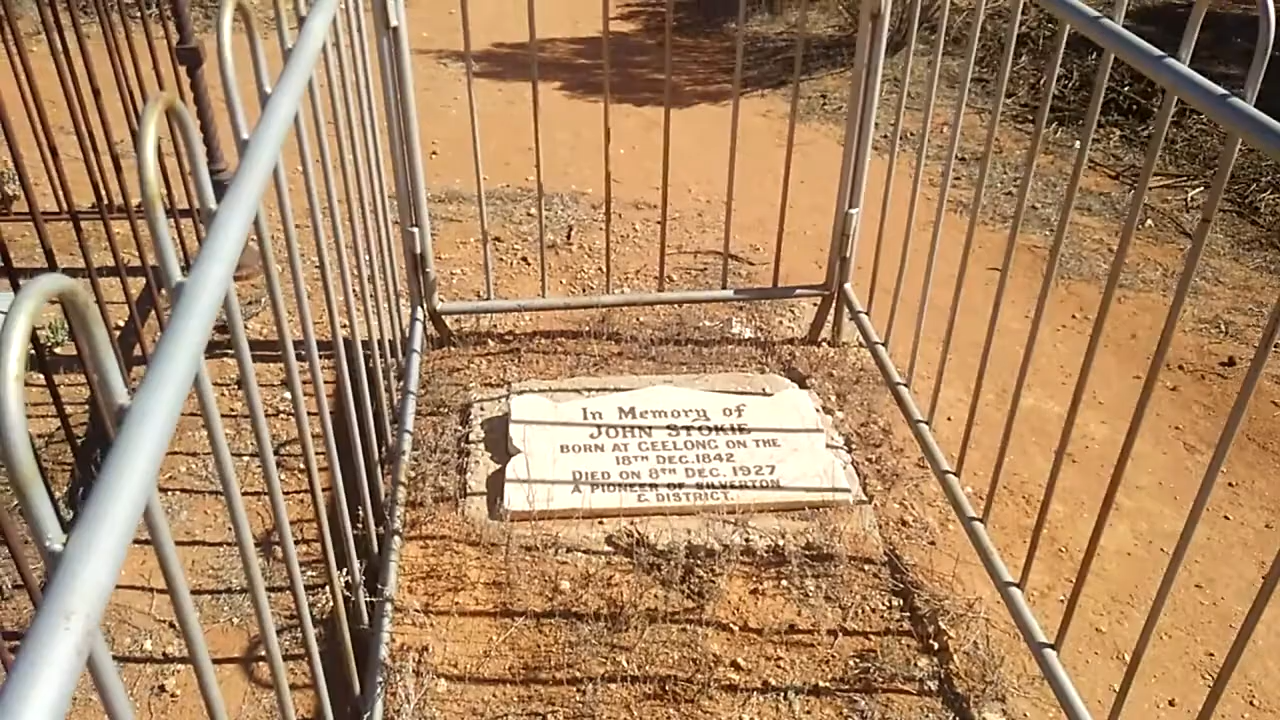 In Memory of
JOHN STOKIE
BORN AT GEELONG ON THE
18TH DEC. 1842
DIED ON 8TH DEC. 1927
A PIONEER OF SILVERTON
& DISTRICT.